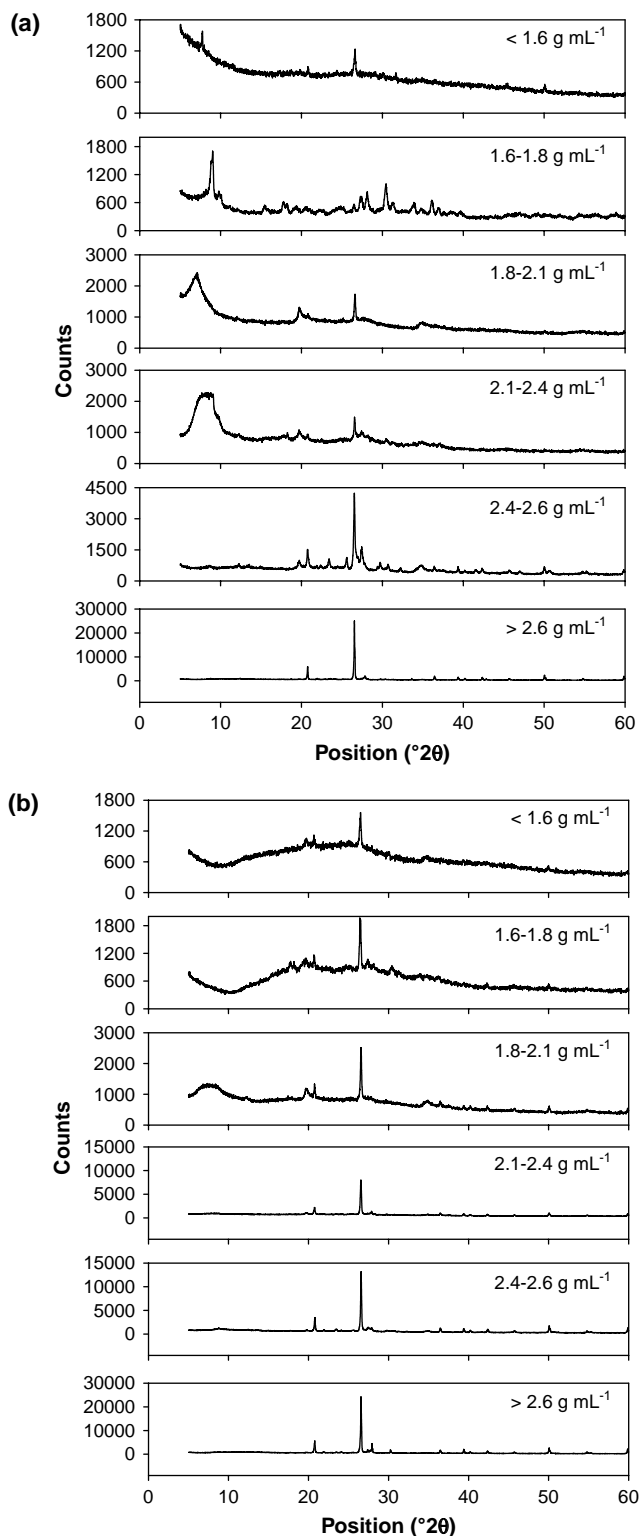 (a)
1800
1200
600
0
< 1.6 g mL-1
1800
1200
600
0
1.6-1.8 g mL-1
3000
2000
1000
0
1.8-2.1 g mL-1
3000
2000
1000
0
2.1-2.4 g mL-1
4500
3000
1500
0
2.4-2.6 g mL-1
30000
20000
10000
0
> 2.6 g mL-1
Counts
0 10 20 30 40 50 60
Position (°2θ)
(b)
1800
1200
600
0
< 1.6 g mL-1
1800
1200
600
0
1.6-1.8 g mL-1
3000
2000
1000
0
1.8-2.1 g mL-1
15000
10000
5000
0
2.1-2.4 g mL-1
15000
10000
5000
0
2.4-2.6 g mL-1
30000
20000
10000
0
> 2.6 g mL-1
Counts
0 10 20 30 40 50 60
Position (°2θ)